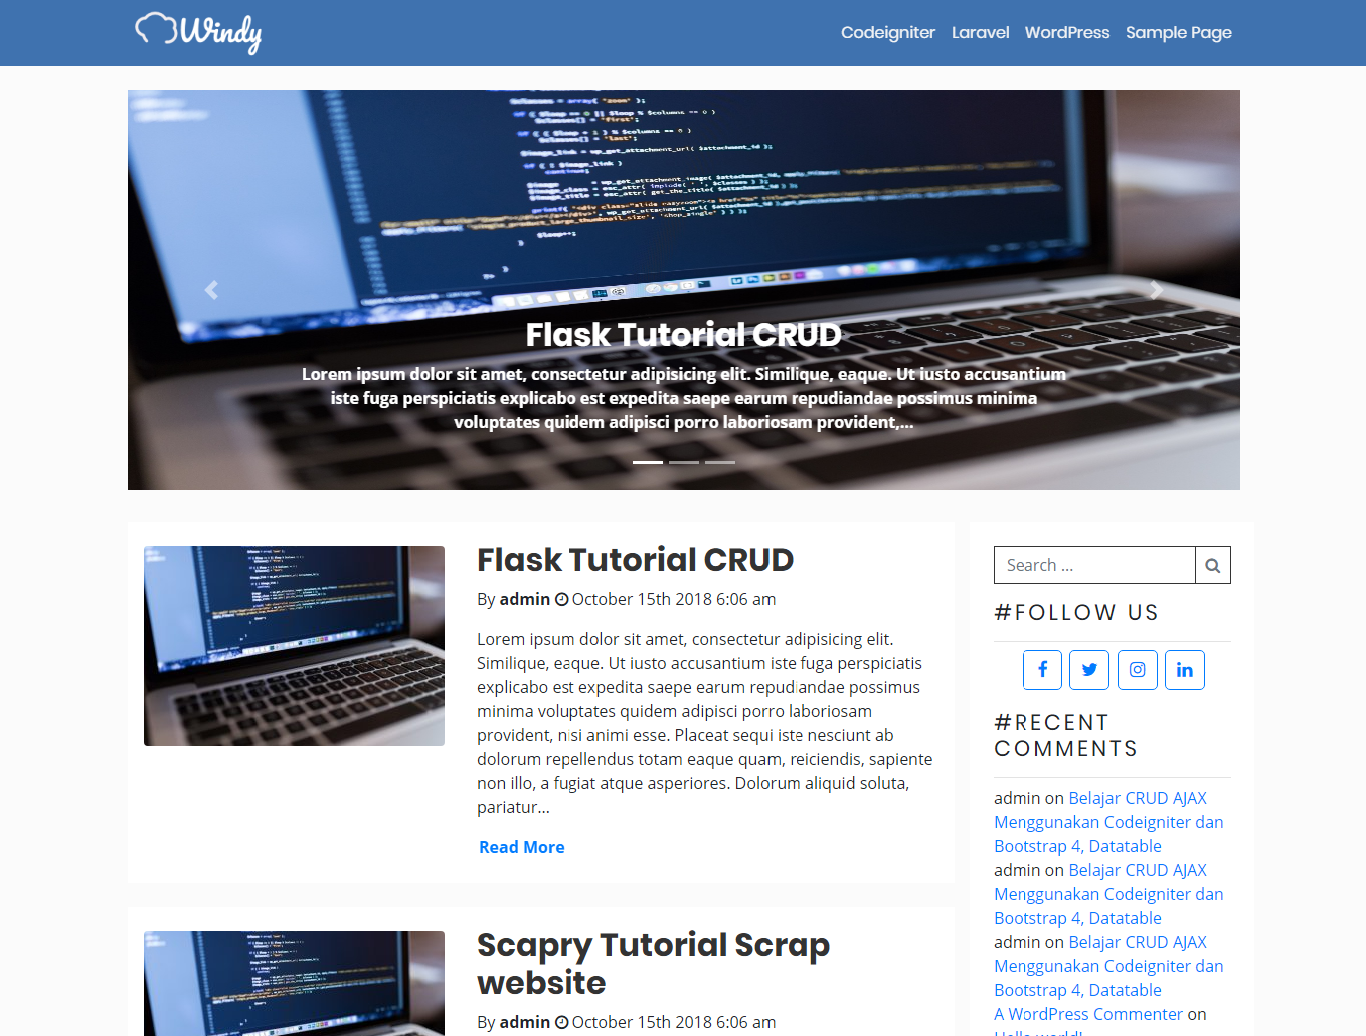 Windy
Codeigniter Laravel WordPress Sample Page
Flask Tutorial CRUD
Lorem ipsum dolor sit amet, consectetur adipisicing elit. Similique, eaque. Ut iusto accusantium
iste fuga perspiciatis explicabo est expedita saepe earum repudiandae possimus minima
voluptates quidem adipisci porro laboriosam provident,...
Flask Tutorial CRUD
By admin October 15th 2018 6:06 am
Lorem ipsum dolor sit amet, consectetur adipisicing elit.
Similique, eaque. Ut iusto accusantium iste fuga perspiciatis
explicabo est expedita saepe earum repudiandae possimus
minima voluptates quidem adipisci porro laboriosam
provident, nisi animi esse. Placeat sequi iste nesciunt ab
dolorum repellendus totam eaque quam, reiciendis, sapiente
non illo, a fugiat atque asperiores. Dolorum aliquid soluta,
pariatur...
Read More
Scapry Tutorial Scrap
website
By admin October 15th 2018 6:06 am
Search ...
#FOLLOW US
#RECENT
COMMENTS
admin on Belajar CRUD AJAX
Menggunakan Codeigniter dan
Bootstrap 4, Datatable
admin on Belajar CRUD AJAX
Menggunakan Codeigniter dan
Bootstrap 4, Datatable
admin on Belajar CRUD AJAX
Menggunakan Codeigniter dan
Bootstrap 4, Datatable
A WordPress Commenter on
Hello world!